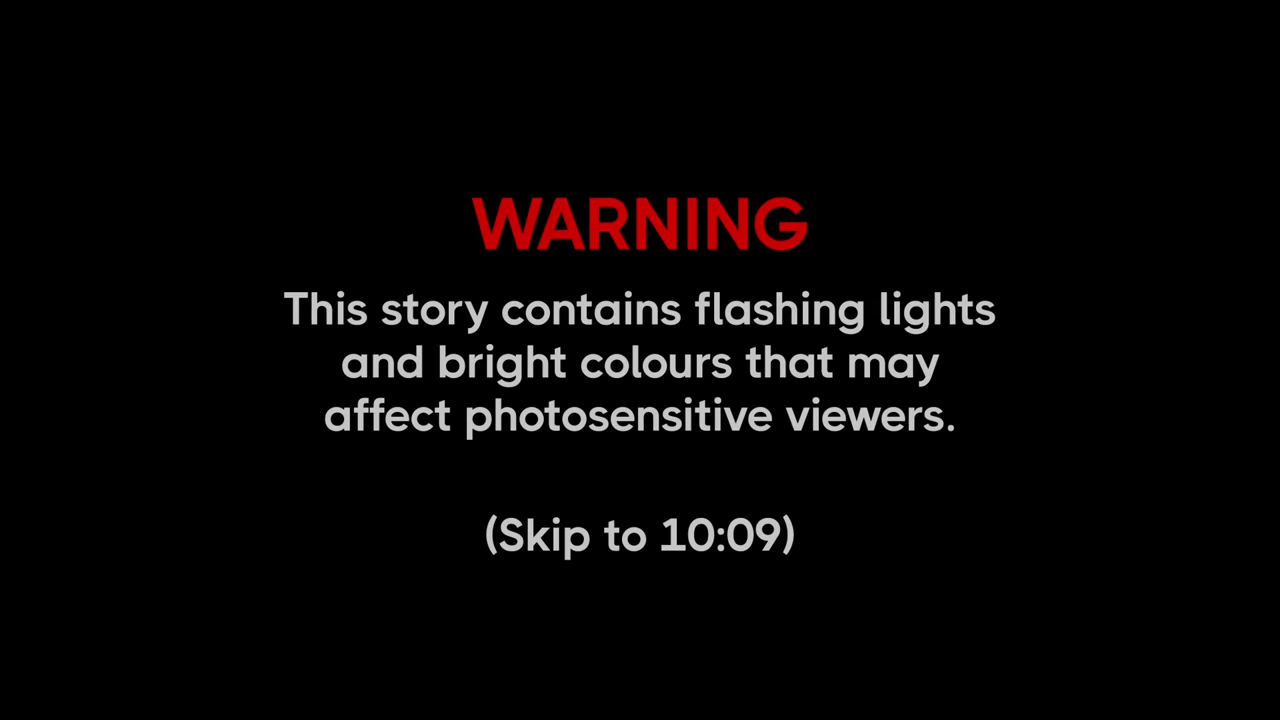 WARNING
This story contains flashing lights
and bright colours that may
affect photosensitive viewers.
(Skip to 10:09)